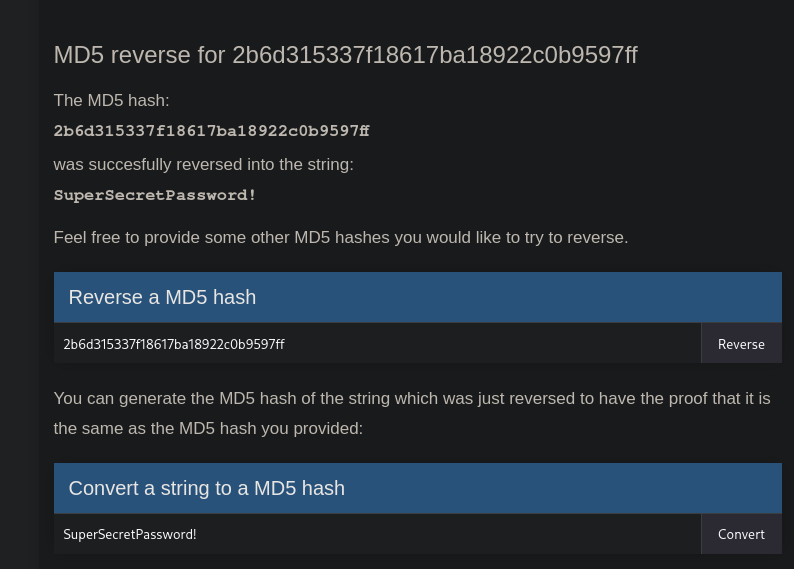 MD5 reverse for 2b6d315337f18617ba18922c0b9597ff
The MD5 hash:
2b6d315337f18617ba18922c0b9597ff
was succesfully reversed into the string:
SuperSecretPassword!
Feel free to provide some other MD5 hashes you would like to try to reverse.
Reverse a MD5 hash
2b6d315337f18617ba18922c0b9597ff Reverse
You can generate the MD5 hash of the string which was just reversed to have the proof that it is
the same as the MD5 hash you provided:
Convert a string to a MD5 hash
SuperSecretPassword! Convert